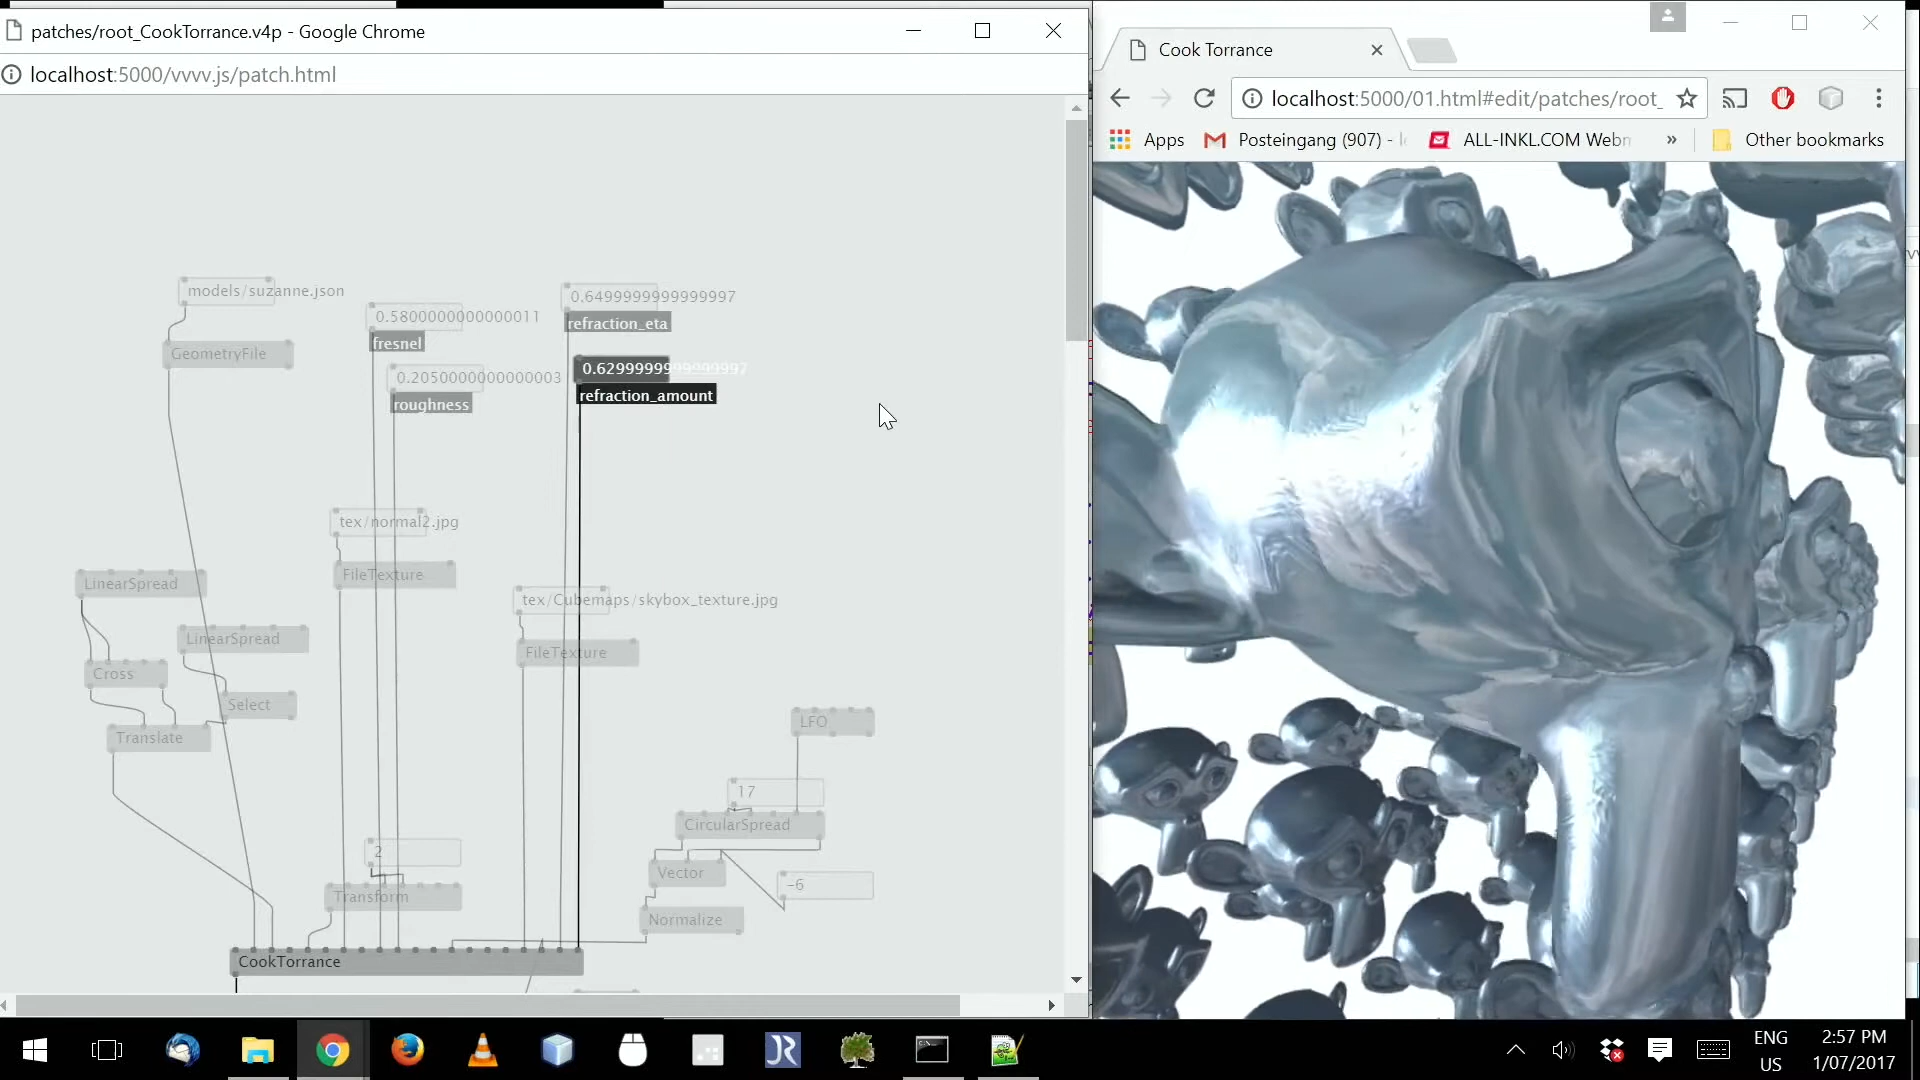 patches/root_CookTorrance.v4p - Google Chrome
localhost:5000/vvvv.js/patch.html
models/suzanne.json
GeometryFile
0.5800000000000011
fresnel
0.2050000000000003
roughness
0.6499999999999997
refraction_eta
0.6299999999999997
refraction_amount
tex/normal2.jpg
FileTexture
LinearSpread
LinearSpread
Cross
Select
Translate
tex/Cubemaps/skybox_texture.jpg
FileTexture
LFO
17
CircularSpread
2
Vector
-6
Transform
Normalize
CookTorrance
Cook Torrance
localhost:5000/01.html#edit/patches/root_
Apps
Posteingang (907) -
ALL-INKL.COM Webm
»
Other bookmarks
JR
ENG
US
2:57 PM
1/07/2017